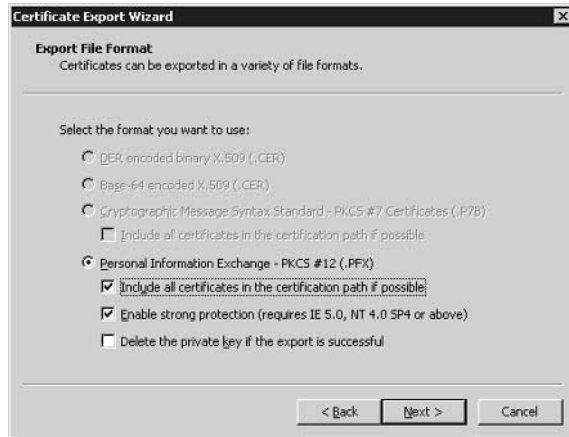 Certificate Export Wizard
Export File Format
Certificates can be exported in a variety of file formats.
Select the format you want to use:
DER encoded binary X.509 (.CER)
Base-64 encoded X.509 (.CER)
Cryptographic Message Syntax Standard - PKCS #7 Certificates (.P7B)
Include all certificates in the certification path if possible
Personal Information Exchange - PKCS #12 (.PFX)
Include all certificates in the certification path if possible
Enable strong protection (requires IE 5.0, NT 4.0 SP4 or above)
Delete the private key if the export is successful
< Back Next > Cancel